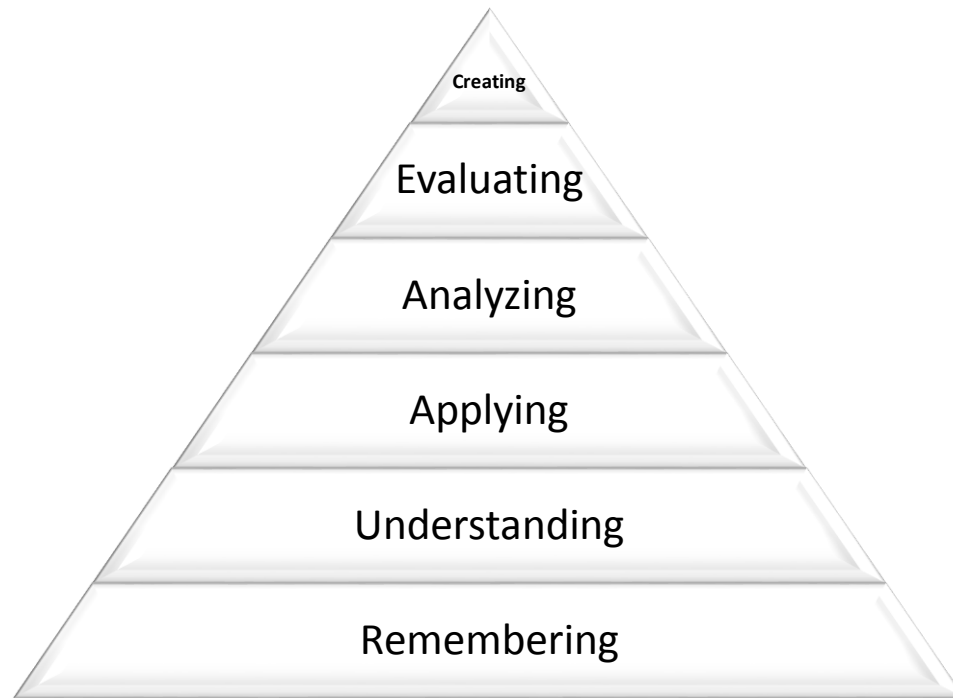 Creating
Evaluating
Analyzing
Applying
Understanding
Remembering